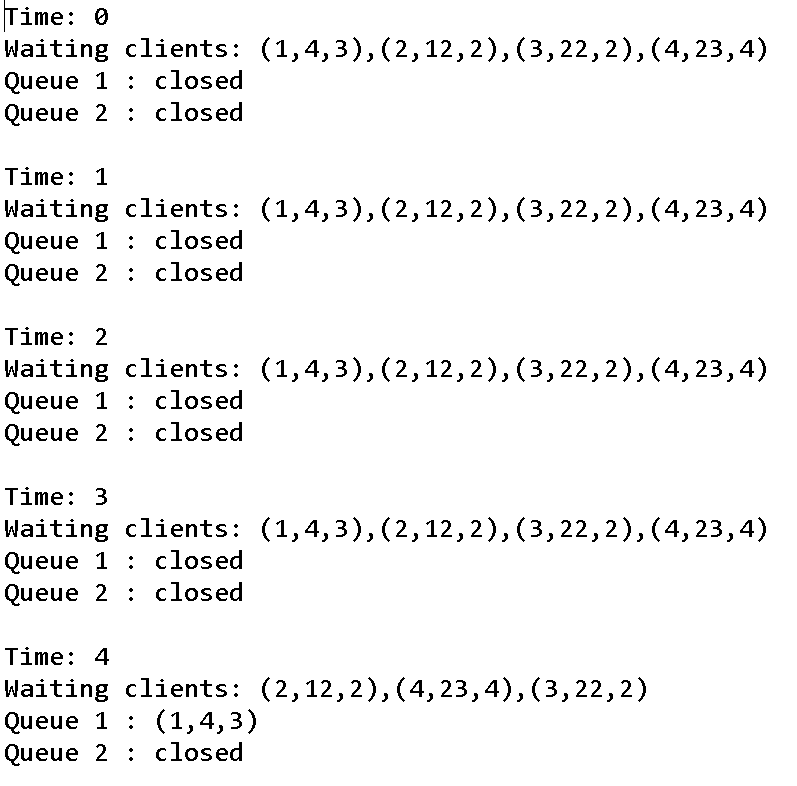 Time: 0
Waiting clients: (1,4,3),(2,12,2),(3,22,2),(4,23,4)
Queue 1 : closed
Queue 2 : closed
Time: 1
Waiting clients: (1,4,3),(2,12,2),(3,22,2),(4,23,4)
Queue 1 : closed
Queue 2 : closed
Time: 2
Waiting clients: (1,4,3),(2,12,2),(3,22,2),(4,23,4)
Queue 1 : closed
Queue 2 : closed
Time: 3
Waiting clients: (1,4,3),(2,12,2),(3,22,2),(4,23,4)
Queue 1 : closed
Queue 2 : closed
Time: 4
Waiting clients: (2,12,2),(4,23,4),(3,22,2)
Queue 1 : (1,4,3)
Queue 2 : closed